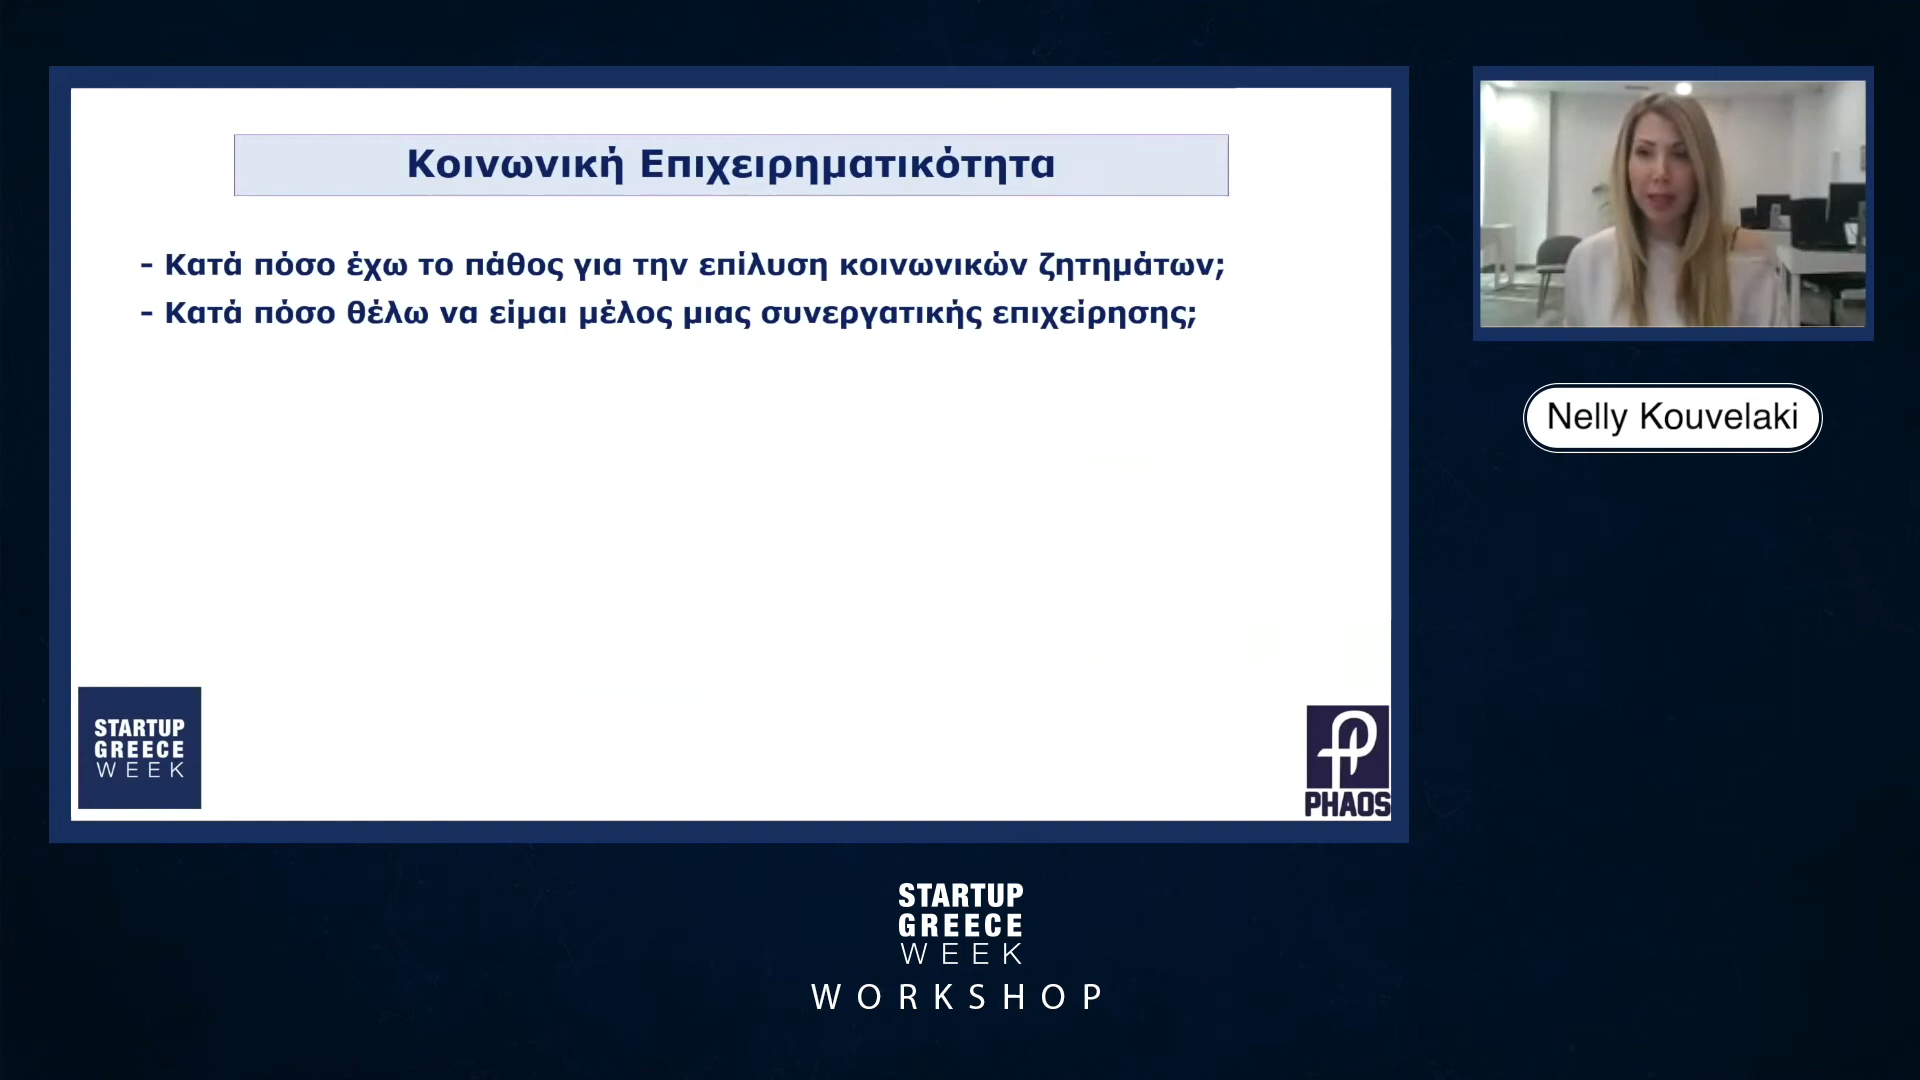 Κοινωνική Επιχειρηματικότητα
- Κατά πόσο έχω το πάθος για την επίλυση κοινωνικών ζητημάτων;
- Κατά πόσο θέλω να είμαι μέλος μιας συνεργατικής επιχείρησης;
STARTUP
GREECE
WEEK
PHAOS
Nelly Kouvelaki
STARTUP
GREECE
WEEK
WORKSHOP